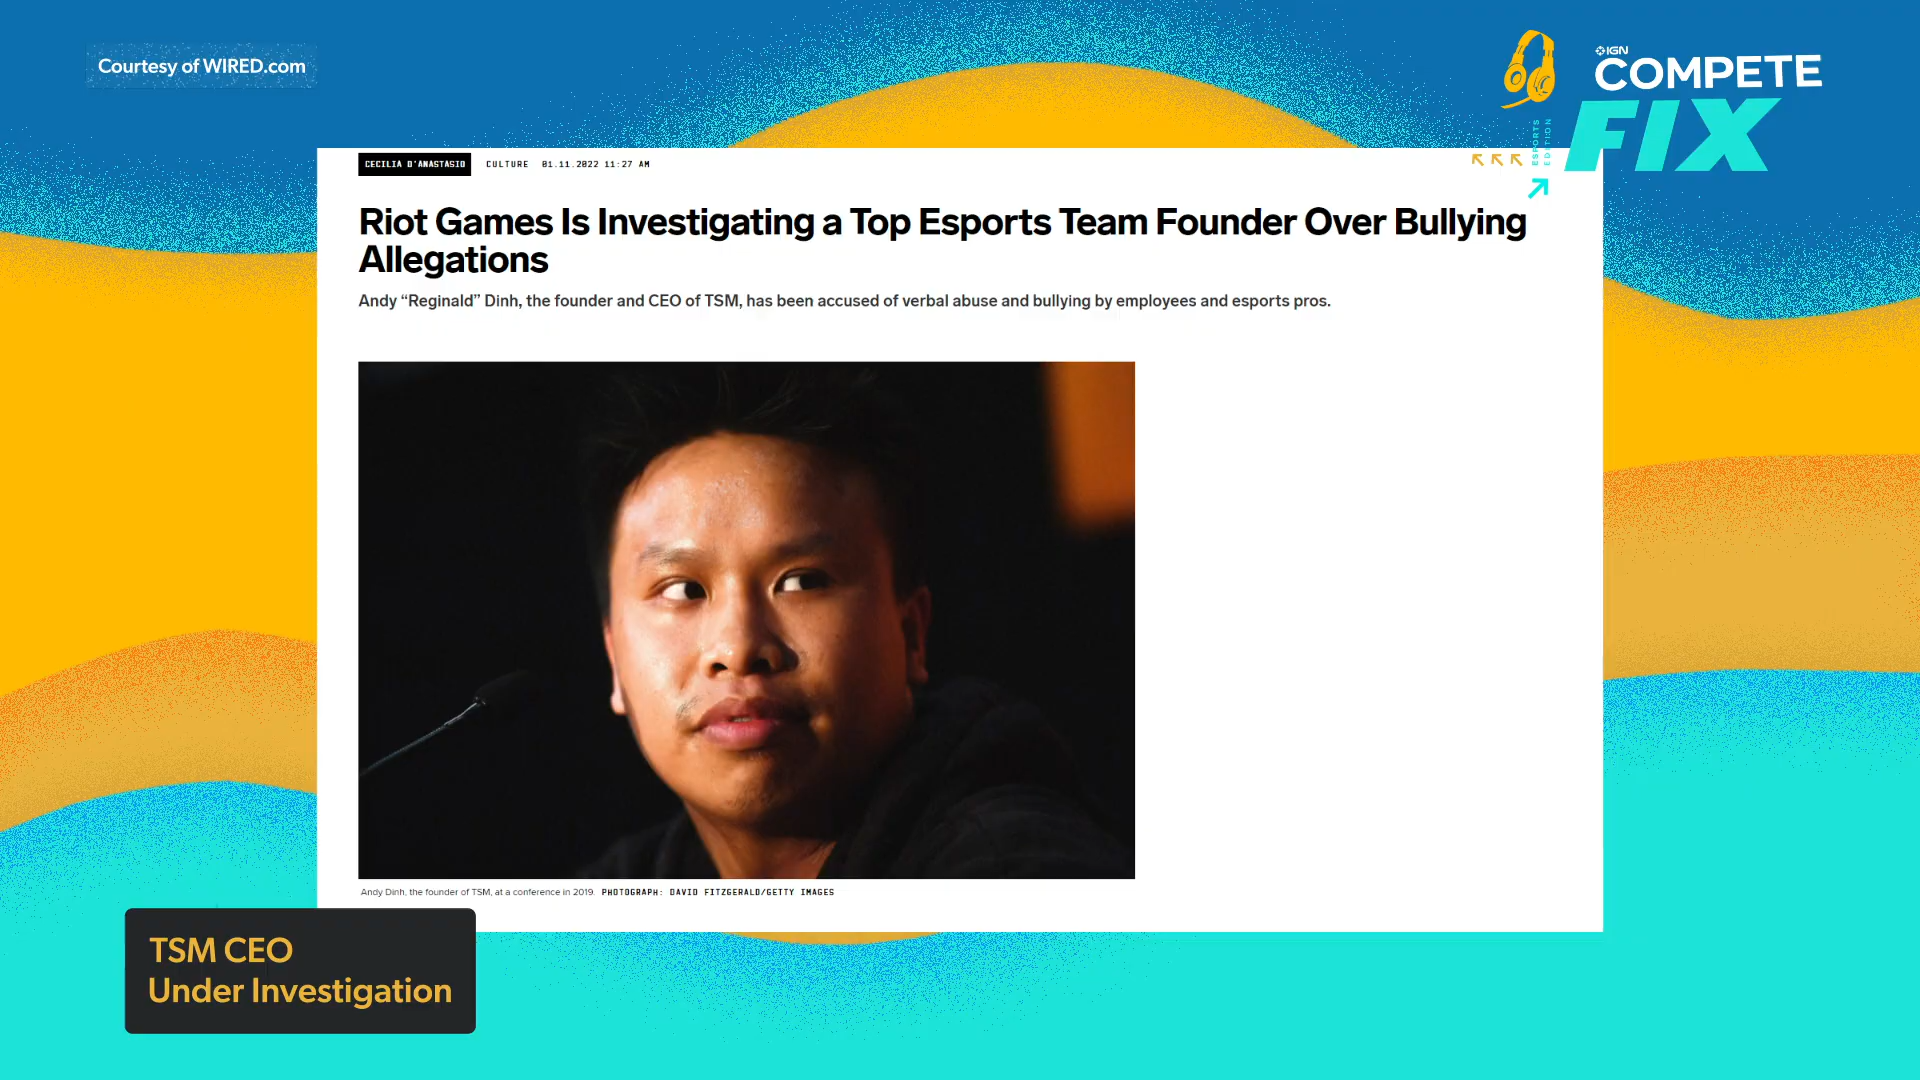 Courtesy of WIRED.com
IGN
COMPETE
FIX
ESPORTS
EDITION
CECILIA D'ANASTASIO CULTURE 01.11.2022 11:27 AM
Riot Games Is Investigating a Top Esports Team Founder Over Bullying
Allegations
Andy “Reginald” Dinh, the founder and CEO of TSM, has been accused of verbal abuse and bullying by employees and esports pros.
Andy Dinh, the founder of TSM, at a conference in 2019. PHOTOGRAPH: DAVID FITZGERALD/GETTY IMAGES
TSM CEO
Under Investigation